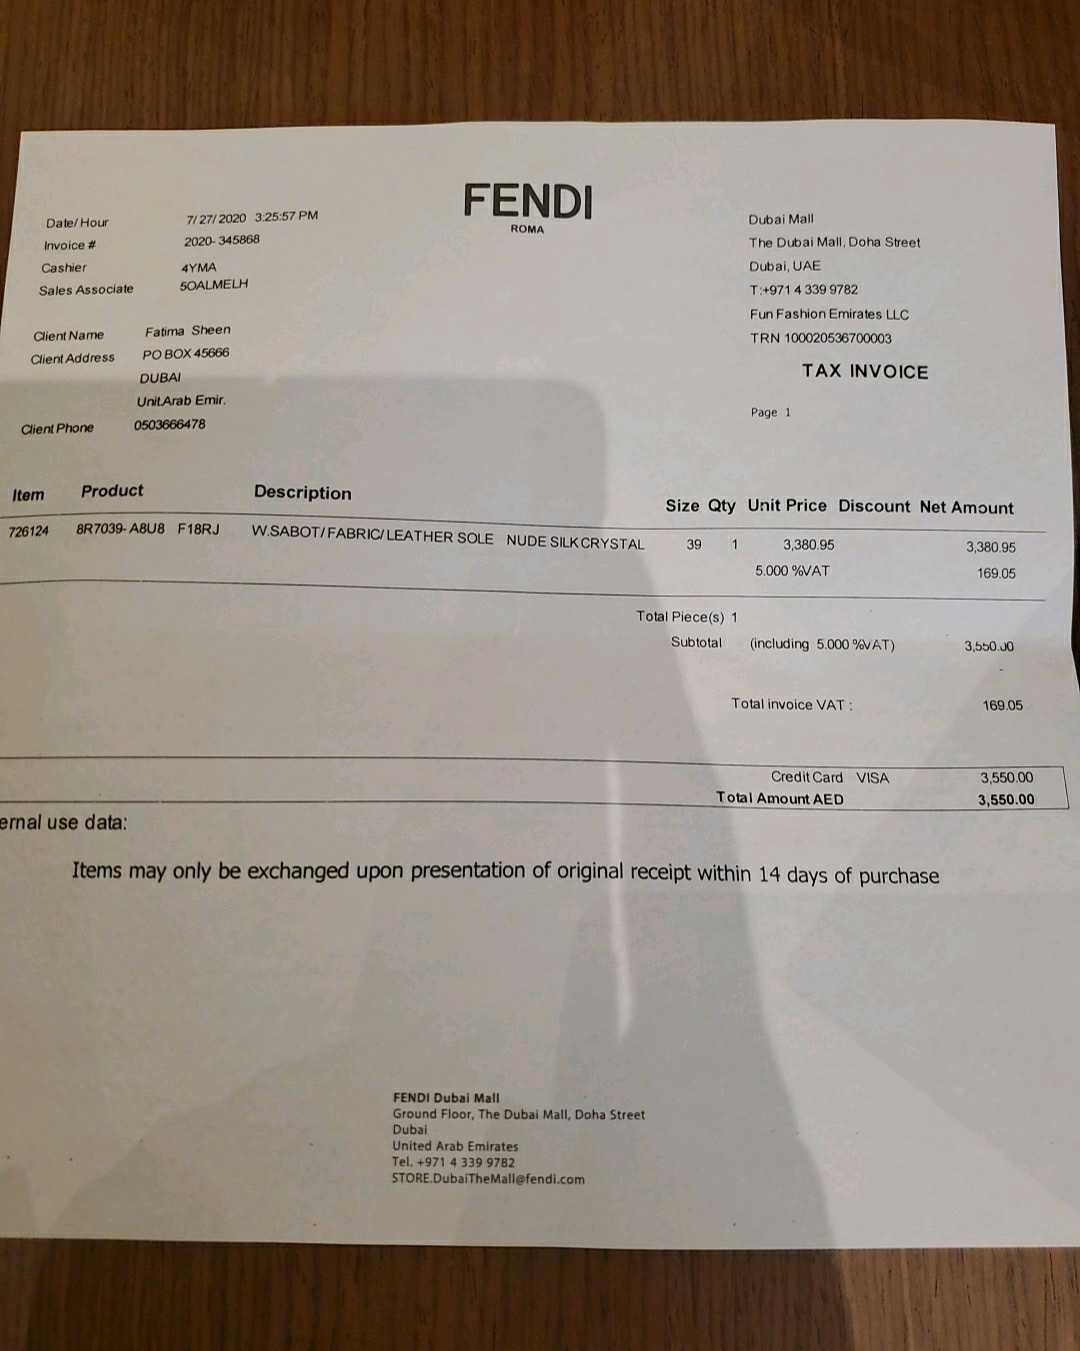 FENDI
ROMA
Date/Hour 7/27/2020 3:25:57 PM
Invoice # 2020-345868
Cashier 4YMA
Sales Associate 5OALMELH
Client Name Fatima Sheen
Client Address PO BOX 45666
DUBAI
Unit.Arab Emir.
Client Phone 0503666478
Dubai Mall
The Dubai Mall, Doha Street
Dubai, UAE
T:+971 4 339 9782
Fun Fashion Emirates LLC
TRN 100020536700003
TAX INVOICE
Page 1
Item Product Description Size Qty Unit Price Discount Net Amount
726124 8R7039-A8U8 F18RJ W.SABOT/FABRIC/LEATHER SOLE NUDE SILKCRYSTAL 39 1 3,380.95 3,380.95
5.000 %VAT 169.05
Total Piece(s) 1
Subtotal (including 5.000 %VAT) 3,550.00
Total invoice VAT : 169.05
Credit Card VISA 3,550.00
Total Amount AED 3,550.00
ernal use data:
Items may only be exchanged upon presentation of original receipt within 14 days of purchase
FENDI Dubai Mall
Ground Floor, The Dubai Mall, Doha Street
Dubai
United Arab Emirates
Tel. +971 4 339 9782
STORE.DubaiTheMall@fendi.com